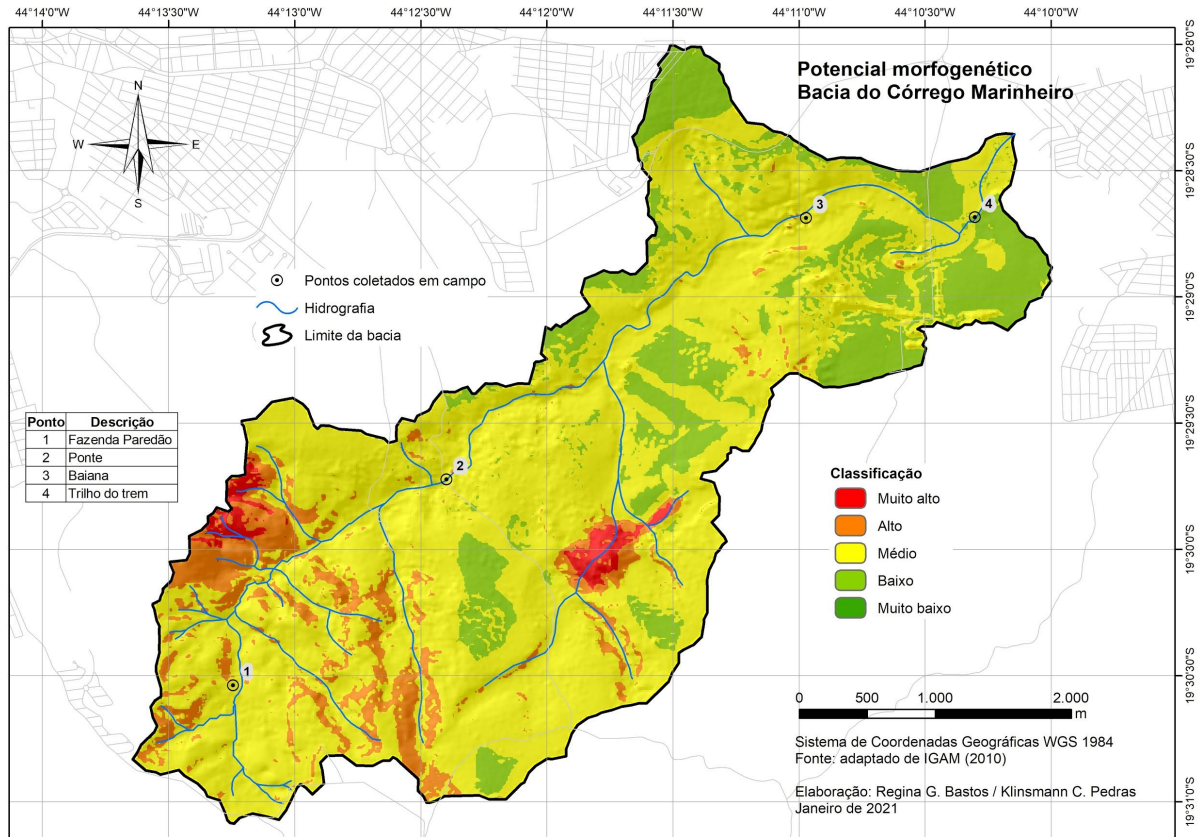 44°14'0"W 44°13'30"W 44°13'0"W 44°12'30"W 44°12'0"W 44°11'30"W 44°11'0"W 44°10'30"W 44°10'0"W
19°28'0"S
19°28'30"S
19°29'0"S
19°29'30"S
19°30'0"S
19°30'30"S
19°31'0"S
Potencial morfogenético
Bacia do Córrego Marinheiro
N
W E
S
3
4
2
1
Pontos coletados em campo
Hidrografia
Limite da bacia
Ponto Descrição
1 Fazenda Paredão
2 Ponte
3 Baiana
4 Trilho do trem
Classificação
Muito alto
Alto
Médio
Baixo
Muito baixo
0 500 1.000 2.000
m
Sistema de Coordenadas Geográficas WGS 1984
Fonte: adaptado de IGAM (2010)
Elaboração: Regina G. Bastos / Klinsmann C. Pedras
Janeiro de 2021